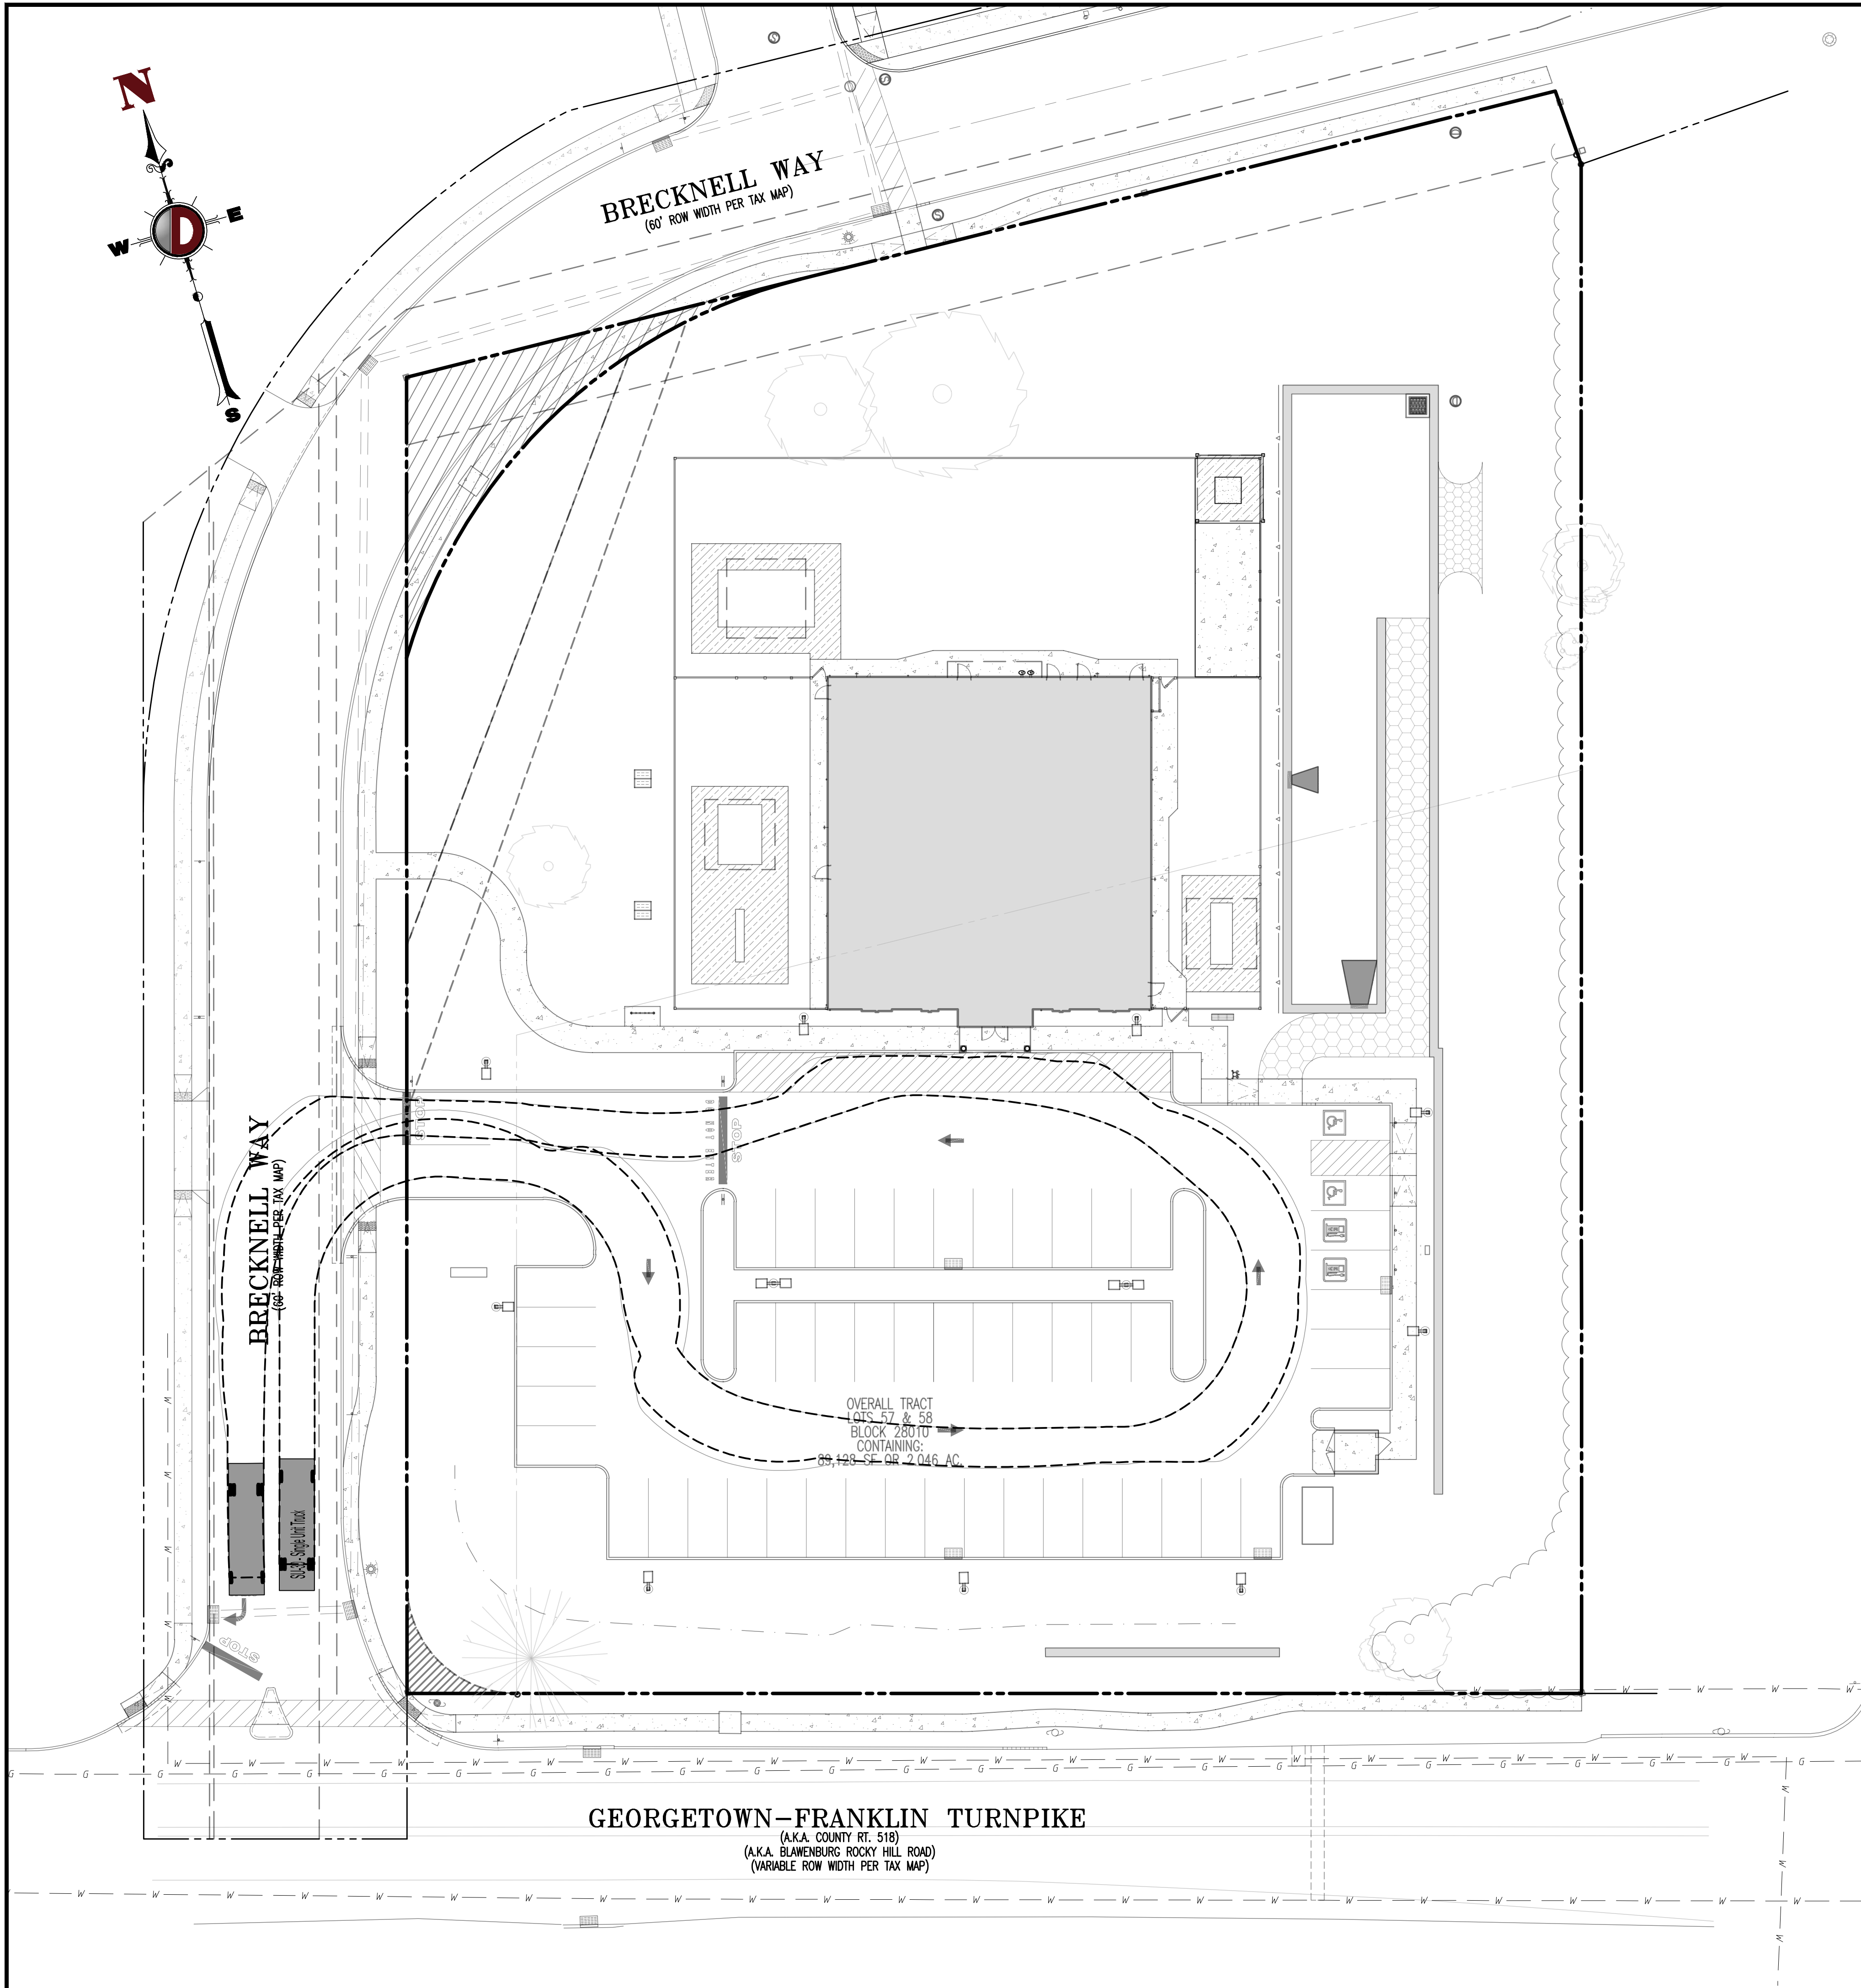 N
E
D
W
S
BRECKNELL WAY
(60' ROW WIDTH PER TAX MAP)
BRECKNELL WAY
(60' ROW WIDTH PER TAX MAP)
STOP
STOP
OVERALL TRACT
LOTS 57 & 58
BLOCK 28010
CONTAINING:
89,128 SF OR 2.046 AC.
SU-30 - Single Unit Truck
STOP
GEORGETOWN-FRANKLIN TURNPIKE
(A.K.A. COUNTY RT. 518)
(A.K.A. BLAWENBURG ROCKY HILL ROAD)
(VARIABLE ROW WIDTH PER TAX MAP)